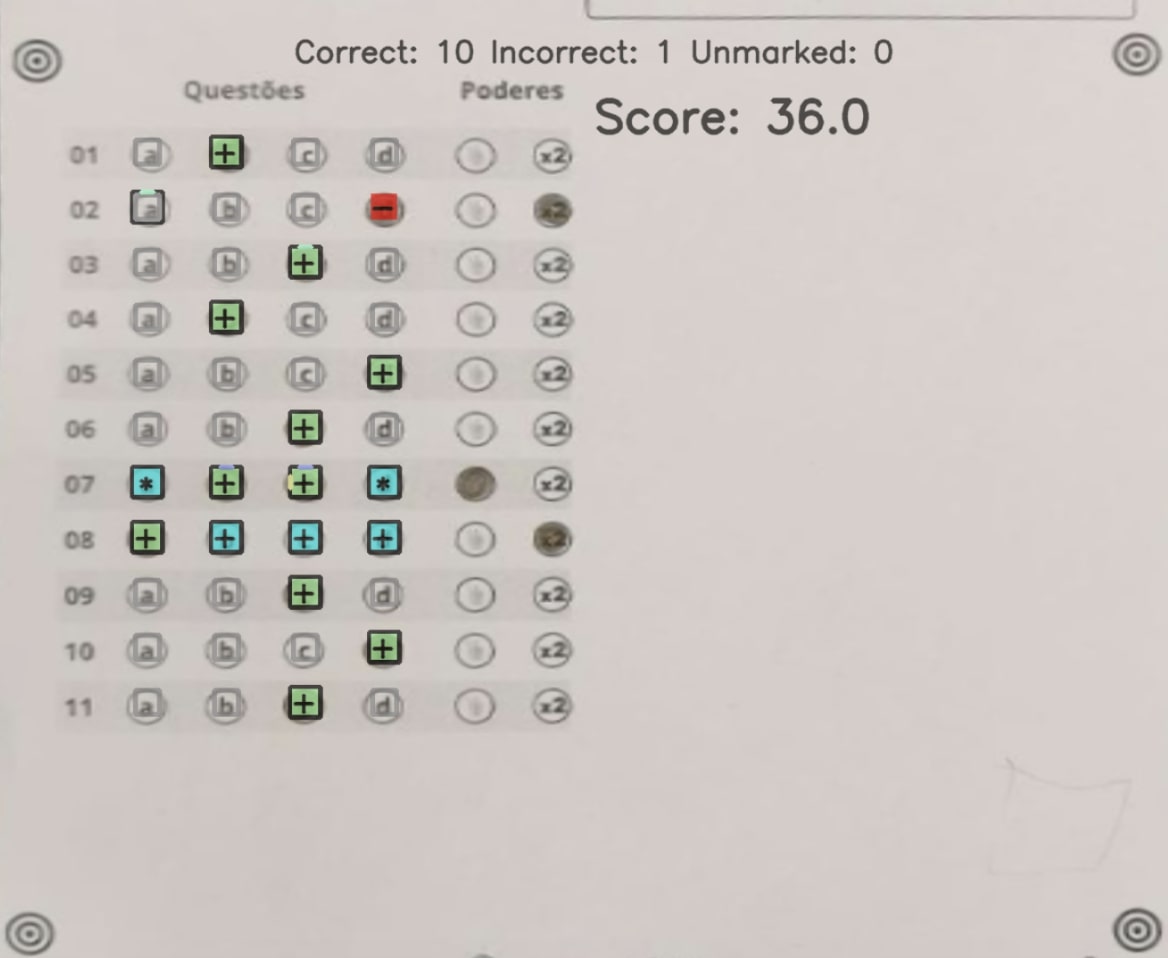 Correct: 10 Incorrect: 1 Unmarked: 0
Questões Poderes
Score: 36.0
01 a + c d x2
02 a b c − x2
03 a b + d x2
04 a + c d x2
05 a b c + x2
06 a b + d x2
07 * + + * x2
08 + + + + x2
09 a b + d x2
10 a b c + x2
11 a b + d x2